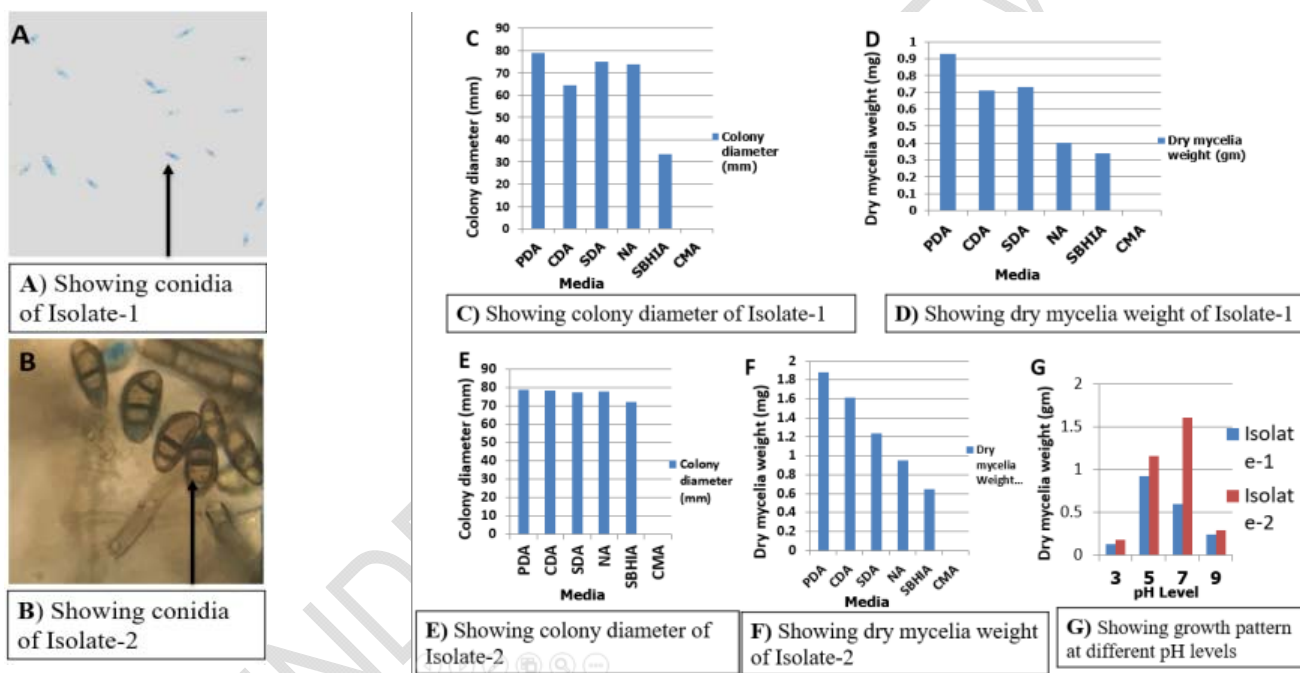 A
A) Showing conidia
of Isolate-1
B
B) Showing conidia
of Isolate-2
C
Colony diameter (mm)
90
80
70
60
50
40
30
20
10
0
PDA
CDA
SDA
NA
SBHIA
CMA
Media
Colony
diameter
(mm)
C) Showing colony diameter of Isolate-1
D
Dry mycelia weight (mg)
1
0.9
0.8
0.7
0.6
0.5
0.4
0.3
0.2
0.1
0
PDA
CDA
SDA
NA
SBHIA
CMA
Media
Dry mycelia
weight (gm)
D) Showing dry mycelia weight of Isolate-1
E
Colony diameter (mm)
90
80
70
60
50
40
30
20
10
0
PDA
CDA
SDA
NA
SBHIA
CMA
Media
Colony
diameter
(mm)
E) Showing colony diameter of
Isolate-2
F
Dry mycelia weight (mg)
2
1.8
1.6
1.4
1.2
1
0.8
0.6
0.4
0.2
0
PDA
CDA
SDA
NA
SBHIA
CMA
Media
Dry
mycelia
Weight...
F) Showing dry mycelia weight
of Isolate-2
G
Dry mycelia weight (gm)
2
1.5
1
0.5
0
3 5 7 9
pH Level
Isolat
e-1
Isolat
e-2
G) Showing growth pattern
at different pH levels